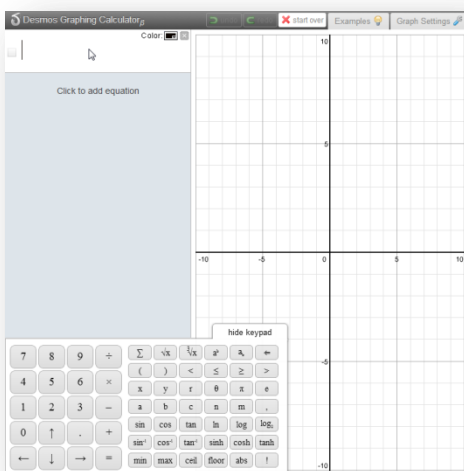 Desmos Graphing Calculator β
start over
Examples
Graph Settings
Color:
Click to add equation
10
5
-10 -5 0 5 10
-5
-10
hide keypad
7 8 9 ÷
4 5 6 ×
1 2 3 −
0 ↑ . +
← ↓ → =
∑ √x ∛x aᵇ aₙ
( ) < ≤ ≥ >
x y r θ π e
a b c n m ,
sin cos tan ln log
sin⁻¹ cos⁻¹ tan⁻¹ sinh cosh tanh
min max ceil floor abs !